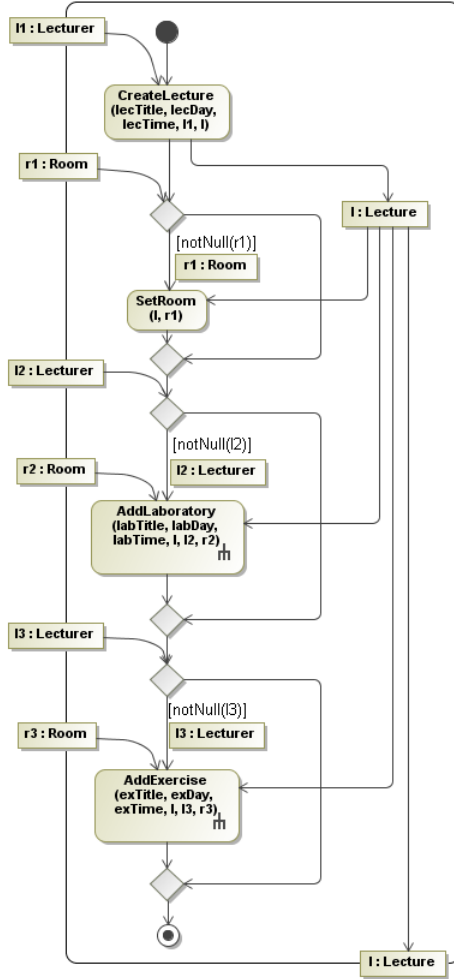 l1 : Lecturer
CreateLecture
(lecTitle, lecDay,
lecTime, l1, l)
r1 : Room
l : Lecture
[notNull(r1)]
r1 : Room
SetRoom
(l, r1)
l2 : Lecturer
[notNull(l2)]
r2 : Room
l2 : Lecturer
AddLaboratory
(labTitle, labDay,
labTime, l, l2, r2)
l3 : Lecturer
[notNull(l3)]
r3 : Room
l3 : Lecturer
AddExercise
(exTitle, exDay,
exTime, l, l3, r3)
l : Lecture